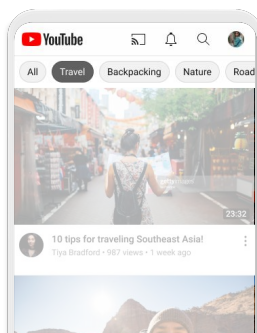 YouTube
All Travel Backpacking Nature Road
23:32
10 tips for traveling Southeast Asia!
Tiya Bradford • 987 views • 1 week ago